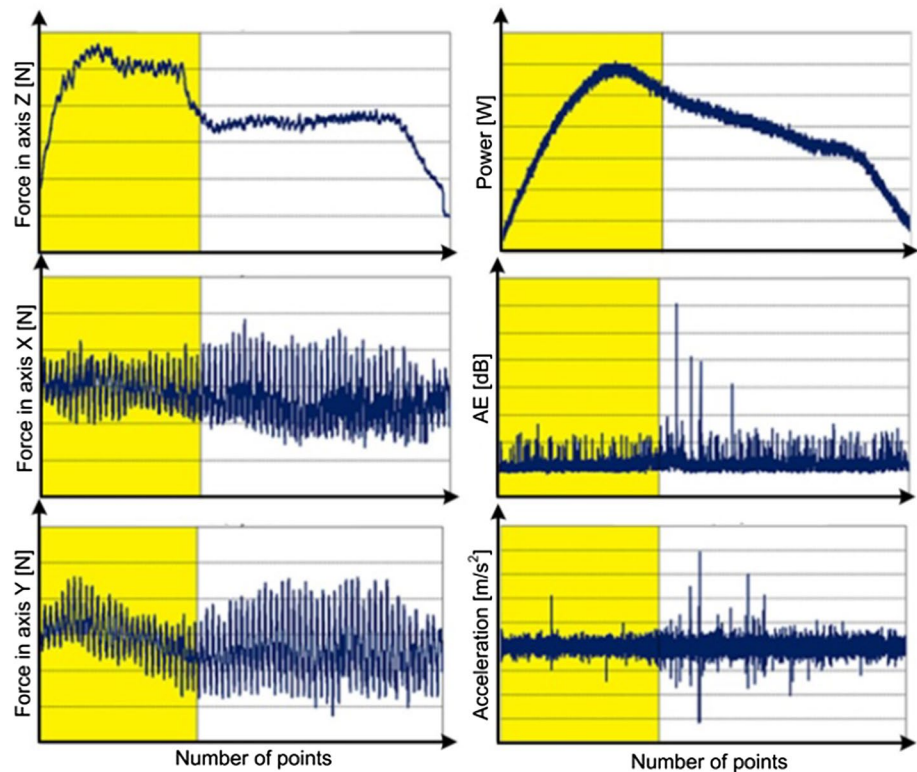 Force in axis Z [N]
Power [W]
Force in axis X [N]
AE [dB]
Force in axis Y [N]
Acceleration [m/s²]
Number of points
Number of points